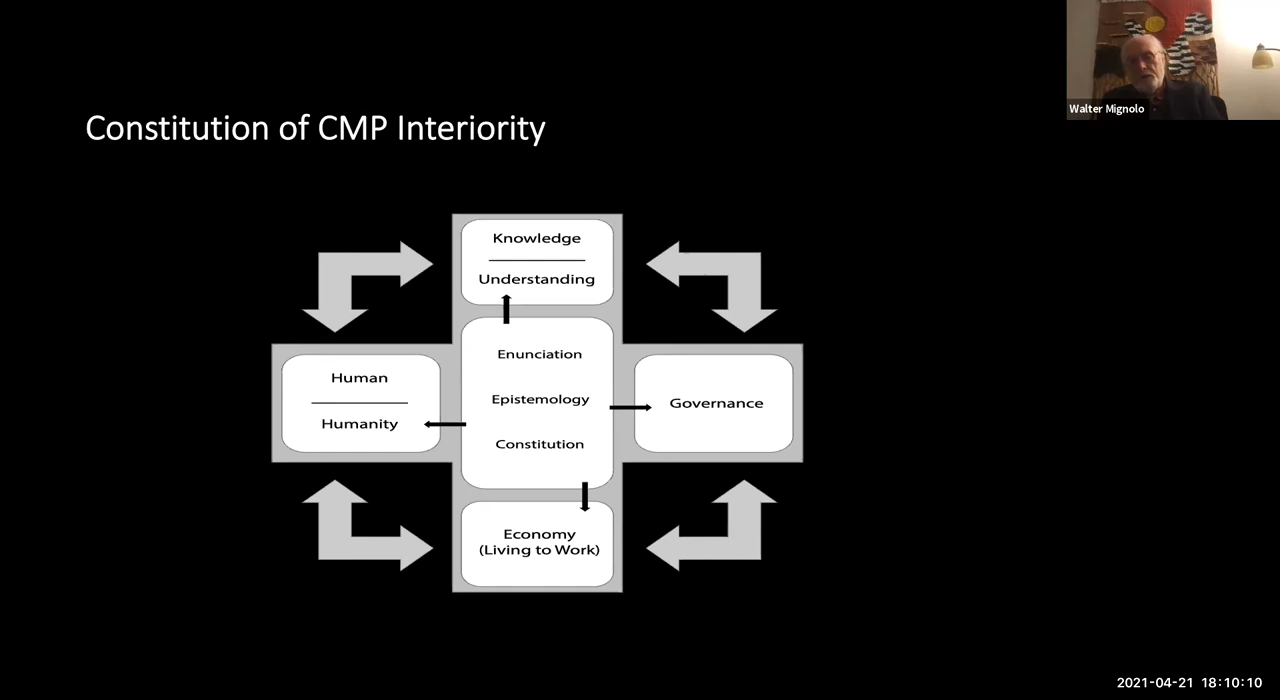 Walter Mignolo
Constitution of CMP Interiority
Knowledge
Understanding
Enunciation
Epistemology
Constitution
Human
Humanity
Governance
Economy
(Living to Work)
2021-04-21 18:10:10